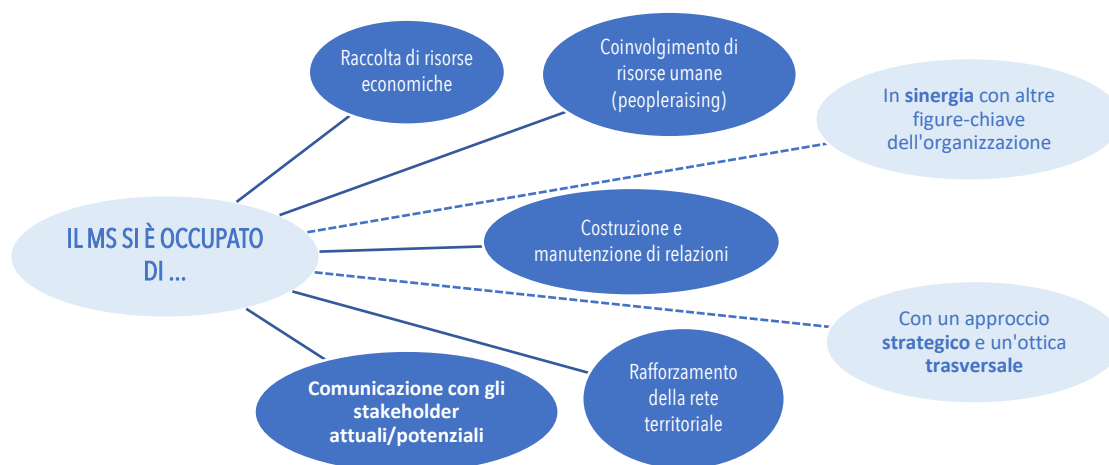 Raccolta di risorse
economiche
Coinvolgimento di
risorse umane
(peopleraising)
In sinergia con altre
figure-chiave
dell'organizzazione
IL MS SI È OCCUPATO
DI ...
Costruzione e
manutenzione di relazioni
Con un approccio
strategico e un'ottica
trasversale
Comunicazione con gli
stakeholder
attuali/potenziali
Rafforzamento
della rete
territoriale